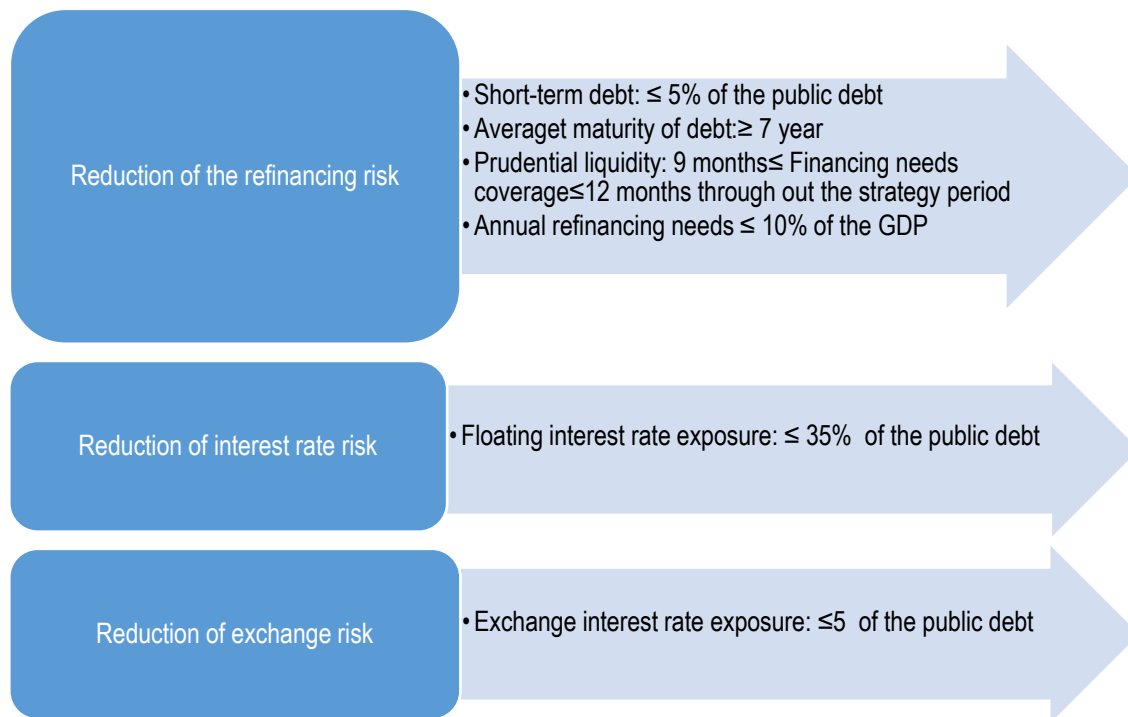 Reduction of the refinancing risk
• Short-term debt: ≤ 5% of the public debt
• Averaget maturity of debt:≥ 7 year
• Prudential liquidity: 9 months≤ Financing needs
coverage≤12 months through out the strategy period
• Annual refinancing needs ≤ 10% of the GDP
Reduction of interest rate risk
• Floating interest rate exposure: ≤ 35% of the public debt
Reduction of exchange risk
• Exchange interest rate exposure: ≤5 of the public debt